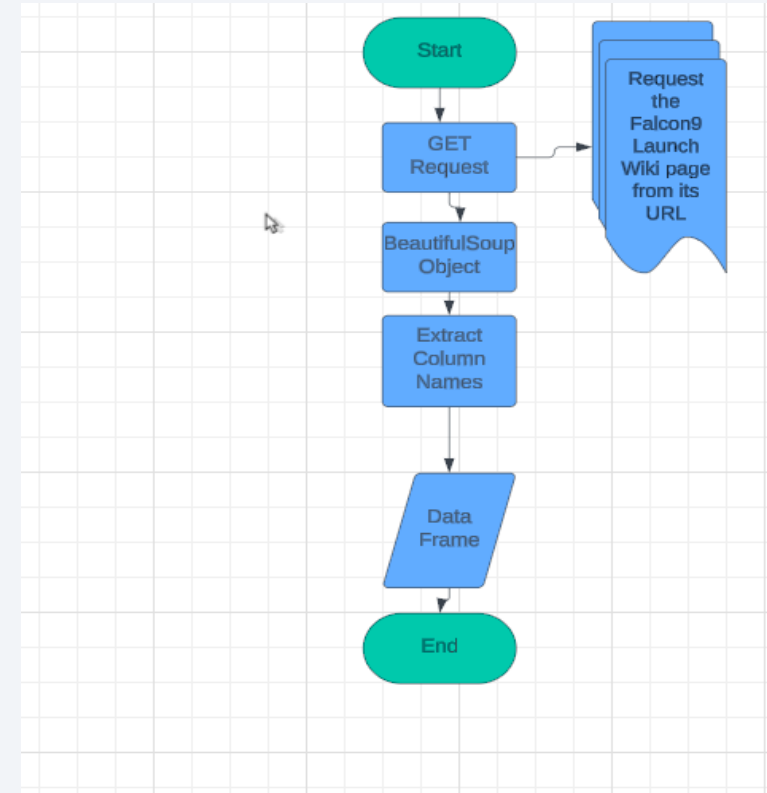 Start
GET
Request
Request
the
Falcon9
Launch
Wiki page
from its
URL
BeautifulSoup
Object
Extract
Column
Names
Data
Frame
End